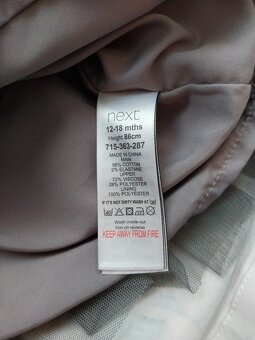 next
12-18 mths
Height 86cm
715-363-287
MADE IN CHINA
MAIN
98% COTTON
2% ELASTANE
UPPER
72% VISCOSE
28% POLYESTER
LINING
100% POLYESTER
IF IT'S NOT DIRTY WASH AT
Wash inside out
Iron on reverse
KEEP AWAY FROM FIRE